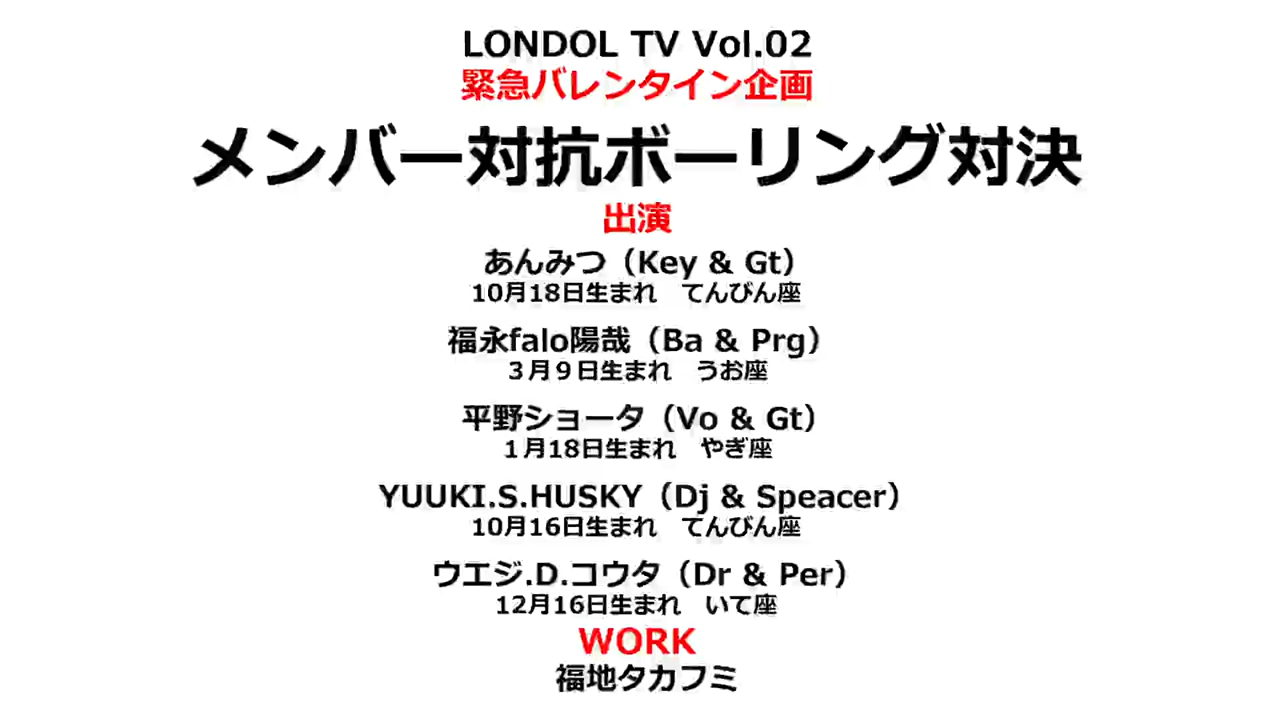 LONDOL TV Vol.02
緊急バレンタイン企画
メンバー対抗ボーリング対決
出演
あんみつ（Key & Gt）
10月18日生まれ　てんびん座
福永falo陽哉（Ba & Prg）
３月９日生まれ　うお座
平野ショータ（Vo & Gt）
１月18日生まれ　やぎ座
YUUKI.S.HUSKY（Dj & Speacer）
10月16日生まれ　てんびん座
ウエジ.D.コウタ（Dr & Per）
12月16日生まれ　いて座
WORK
福地タカフミ